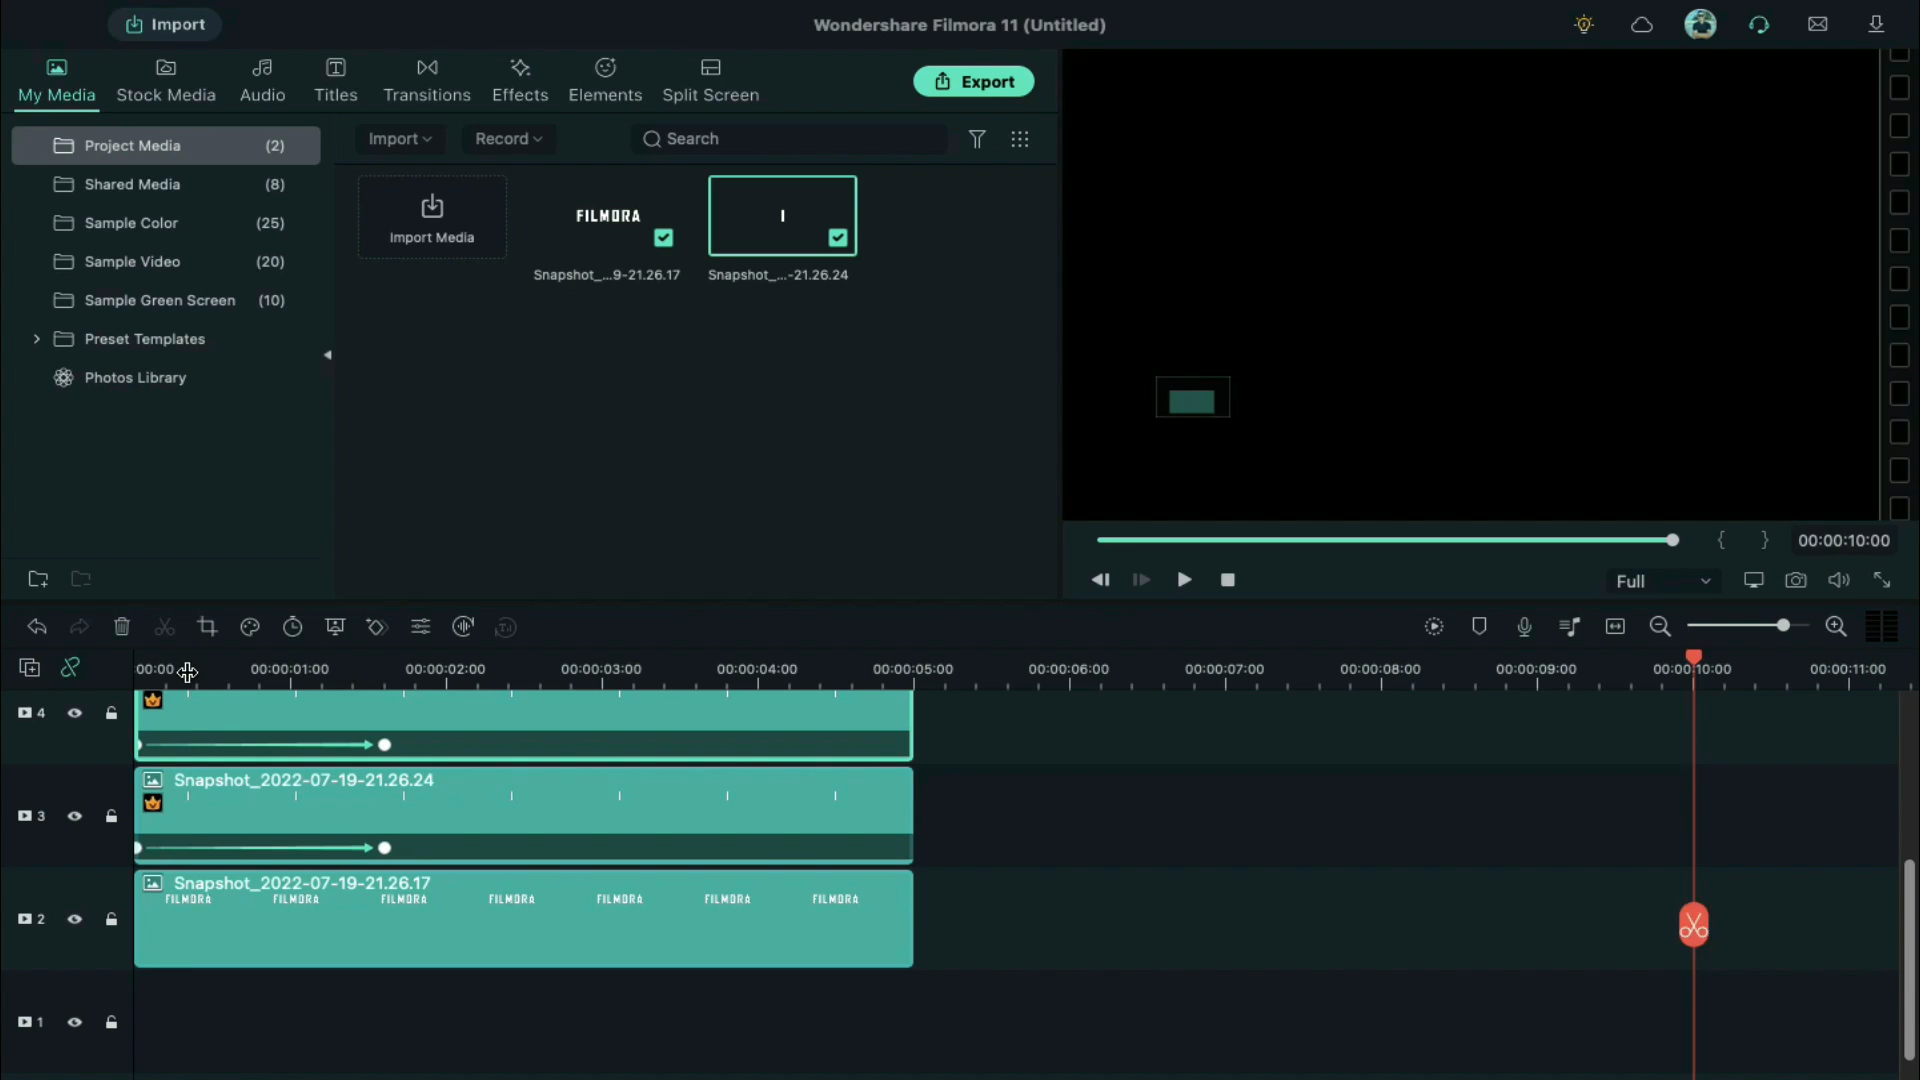 Import
Wondershare Filmora 11 (Untitled)
My Media
Stock Media
Audio
Titles
Transitions
Effects
Elements
Split Screen
Export
Project Media (2)
Shared Media (8)
Sample Color (25)
Sample Video (20)
Sample Green Screen (10)
Preset Templates
Photos Library
Import
Record
Search
Import Media
FILMORA
Snapshot_...9-21.26.17
I
Snapshot_...-21.26.24
{ }
00:00:10:00
Full
:00:00 00:00:01:00 00:00:02:00 00:00:03:00 00:00:04:00 00:00:05:00 00:00:06:00 00:00:07:00 00:00:08:00 00:00:09:00 00:00:10:00 00:00:11:00
4
3
Snapshot_2022-07-19-21.26.24
2
Snapshot_2022-07-19-21.26.17
FILMORA FILMORA FILMORA FILMORA FILMORA FILMORA FILMORA
1